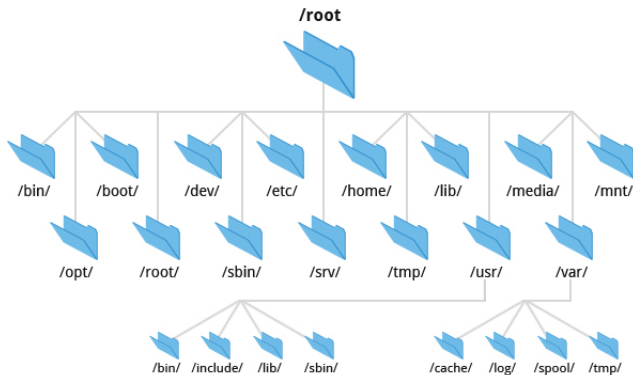 /root
/bin/ /boot/ /dev/ /etc/ /home/ /lib/ /media/ /mnt/
/opt/ /root/ /sbin/ /srv/ /tmp/ /usr/ /var/
/bin/ /include/ /lib/ /sbin/ /cache/ /log/ /spool/ /tmp/